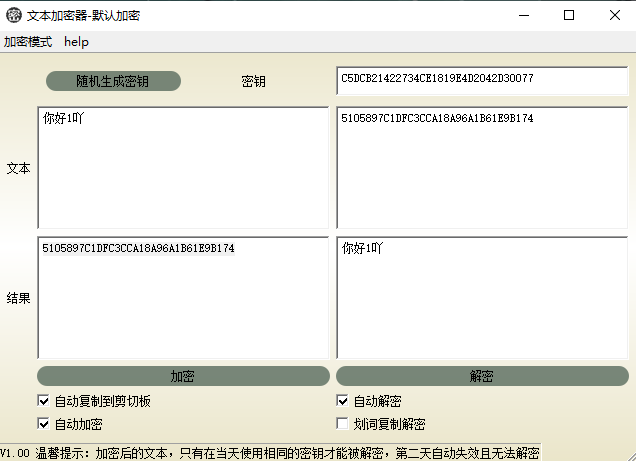 文本加密器-默认加密
加密模式 help
随机生成密钥 密钥 C5DCB21422734CE1819E4D2042D30077
文本
你好1吖
5105897C1DFC3CCA18A96A1B61E9B174
结果
5105897C1DFC3CCA18A96A1B61E9B174
你好1吖
加密 解密
自动复制到剪切板 自动解密
自动加密 划词复制解密
V1.00 温馨提示：加密后的文本，只有在当天使用相同的密钥才能被解密，第二天自动失效且无法解密